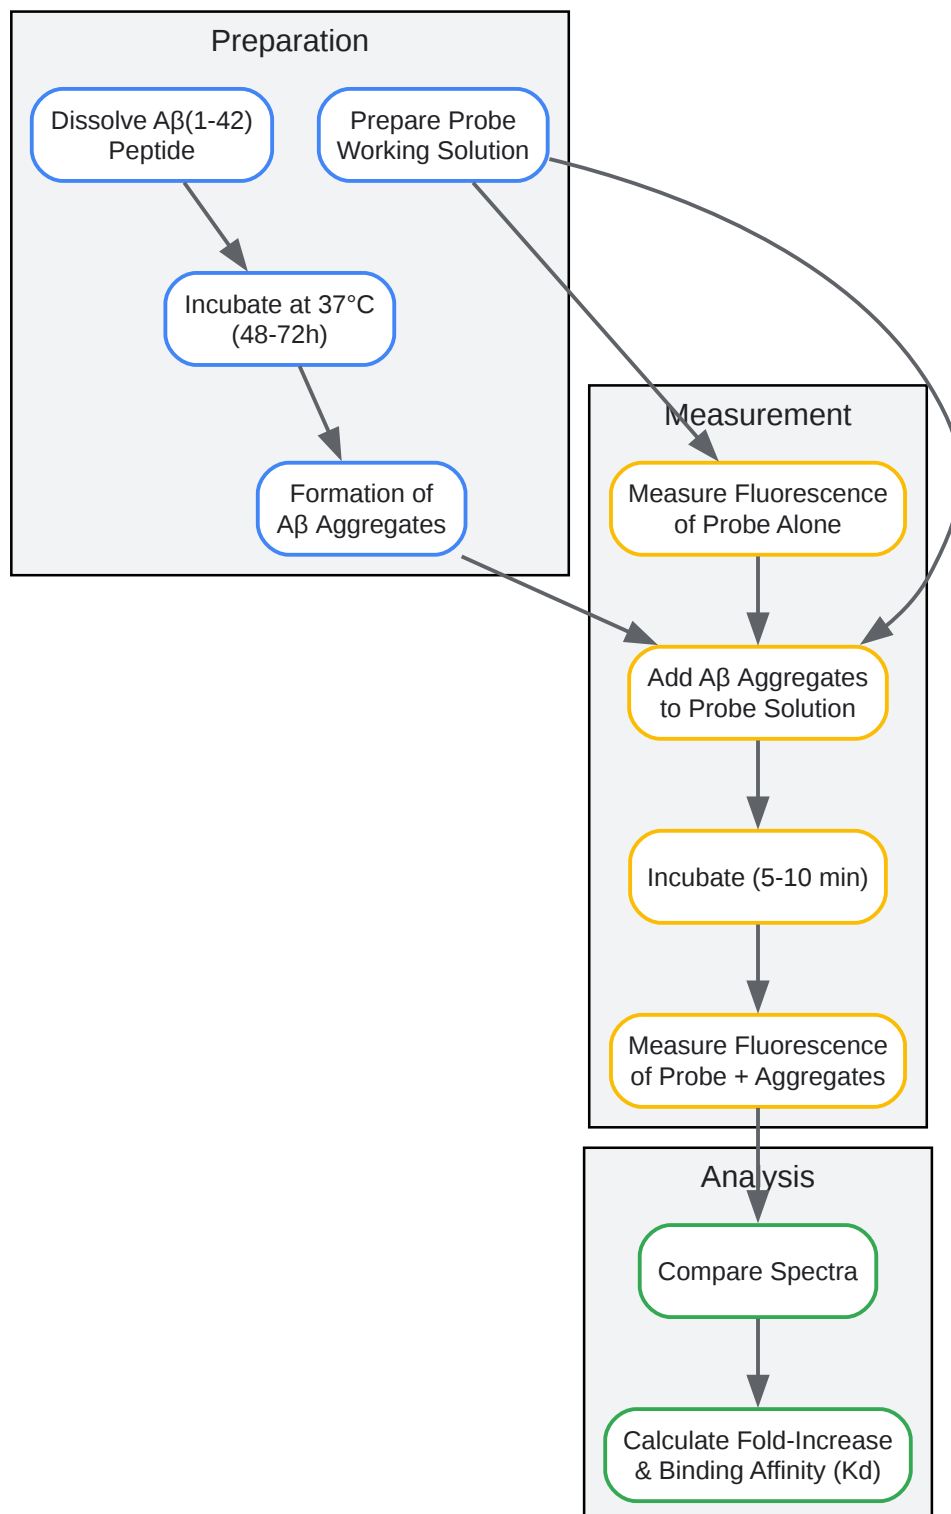 Preparation
Dissolve Aβ(1-42)
Peptide
Prepare Probe
Working Solution
Incubate at 37°C
(48-72h)
Formation of
Aβ Aggregates
Measurement
Measure Fluorescence
of Probe Alone
Add Aβ Aggregates
to Probe Solution
Incubate (5-10 min)
Measure Fluorescence
of Probe + Aggregates
Analysis
Compare Spectra
Calculate Fold-Increase
& Binding Affinity (Kd)